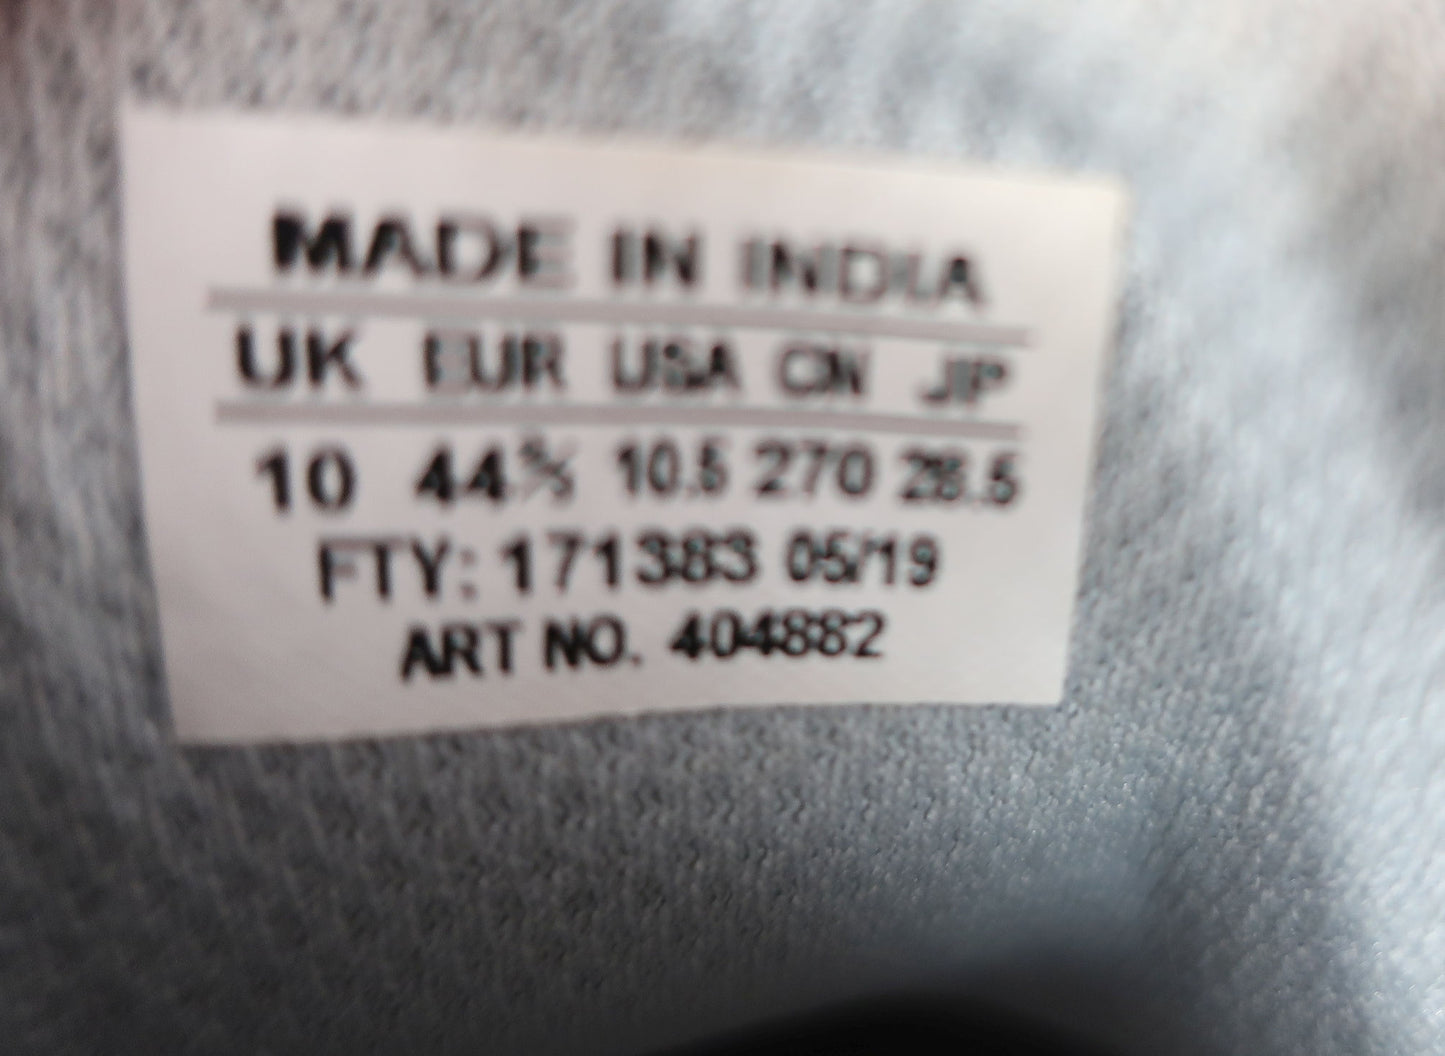 MADE IN INDIA
UK EUR USA CN JP
10 44⅔ 10.5 270 28.5
FTY: 171383 05/19
ART NO. 404882